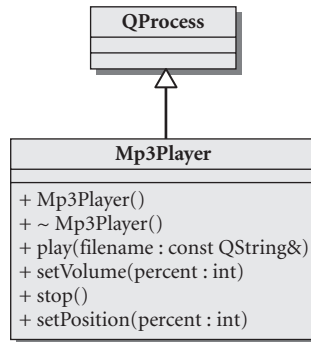 QProcess
Mp3Player
+ Mp3Player()
+ ~ Mp3Player()
+ play(filename : const QString&)
+ setVolume(percent : int)
+ stop()
+ setPosition(percent : int)